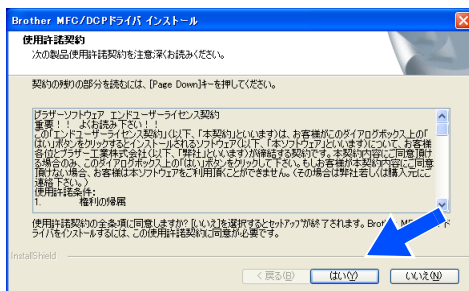 Brother MFC/DCPドライバ インストール
使用許諾契約
次の製品使用許諾契約を注意深くお読みください。
契約の残りの部分を読むには、[Page Down]キーを押してください。
ブラザーソフトウェア エンドユーザーライセンス契約
重要!! よくお読み下さい!!
この「エンドユーザーライセンス契約」(以下、「本契約」といいます)は、お客様がこのダイアログボックス上の「
はい」ボタンをクリックするとインストールされるソフトウェア(以下、「本ソフトウェア」といいます)について、お客様
各位とブラザー工業株式会社(以下、「弊社」といいます)が締結する契約です。本契約内容にご同意頂け
る場合のみ、このダイアログボックス上の「はい」ボタンをクリックして下さい。もしお客様が本契約内容にご同意
頂けない場合、お客様は本ソフトウェアをご利用頂くことができません。(その場合は弊社若しくは購入元にご
連絡下さい。)
使用許諾条件:
1. 権利の帰属
使用許諾契約の全条項に同意しますか? [いいえ]を選択するとセットアップが終了されます。 Brother
ライバをインストールするには、この使用許諾契約に同意が必要です。
InstallShield
< 戻る(B)
はい(Y)
いいえ(N)